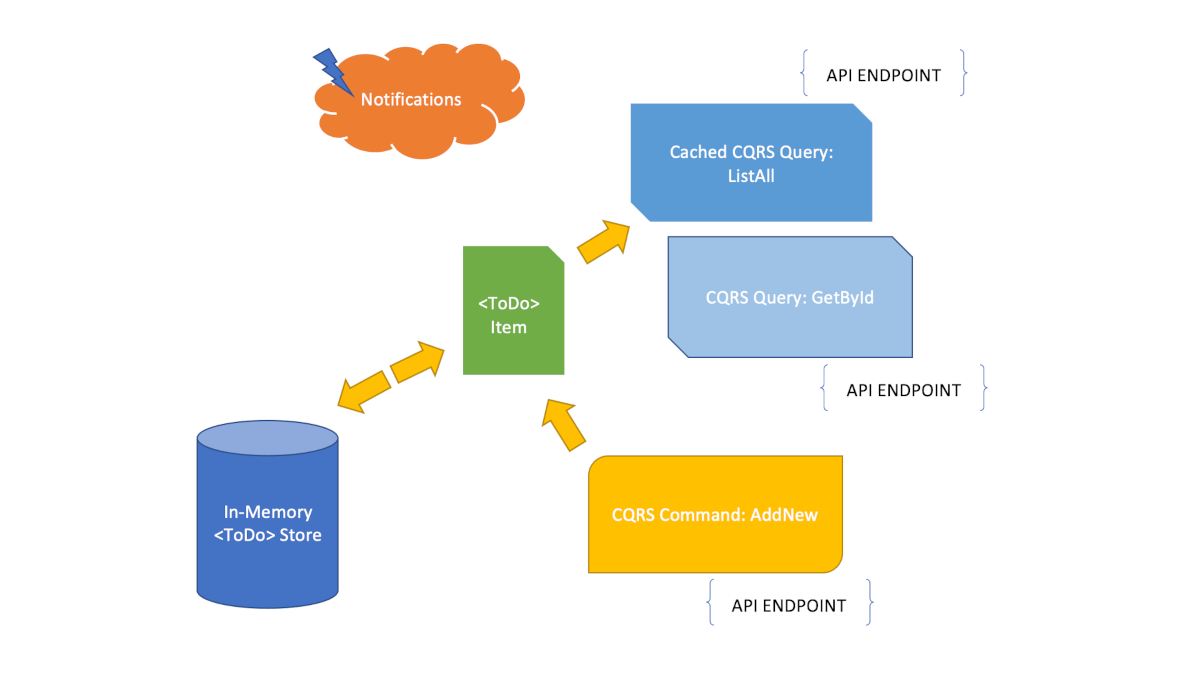 Notifications
API ENDPOINT
Cached CQRS Query:
ListAll
CQRS Query: GetById
API ENDPOINT
<ToDo>
Item
In-Memory
<ToDo> Store
CQRS Command: AddNew
API ENDPOINT